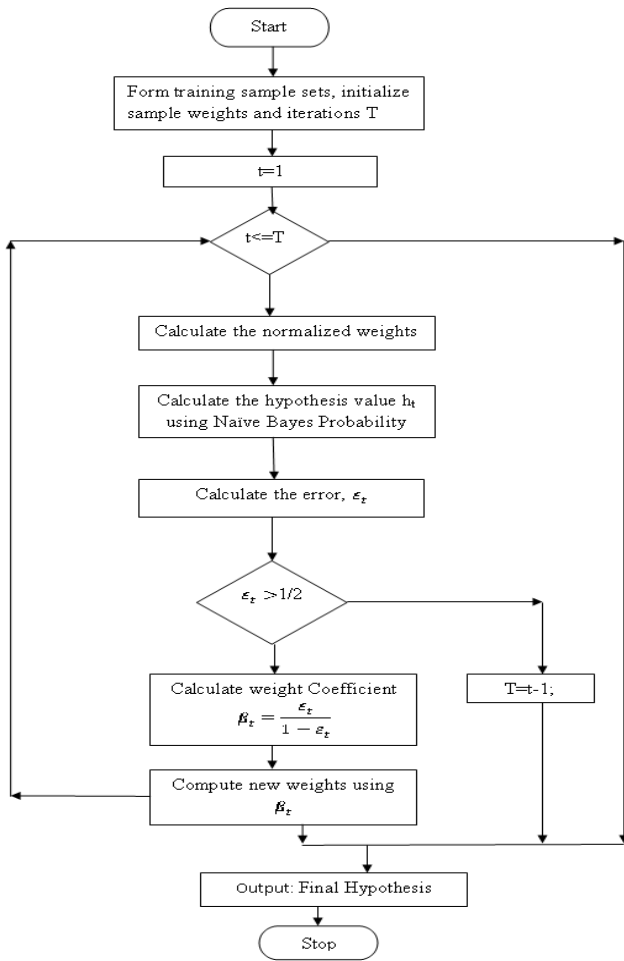 Start
Form training sample sets, initialize
sample weights and iterations T
t=1
t<=T
Calculate the normalized weights
Calculate the hypothesis value hₜ
using Naïve Bayes Probability
Calculate the error, εₜ
εₜ >1/2
Calculate weight Coefficient
βₜ = εₜ / 1 − εₜ
T=t-1;
Compute new weights using
βₜ
Output: Final Hypothesis
Stop